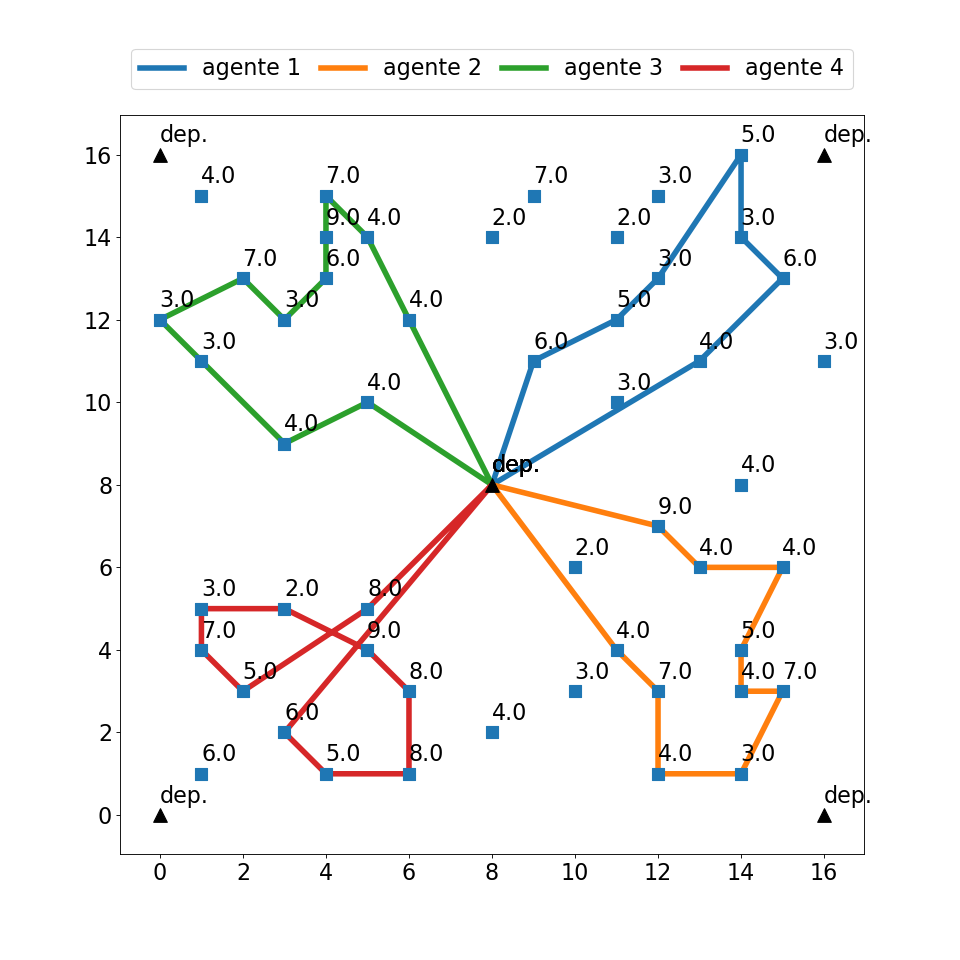 agente 1 agente 2 agente 3 agente 4
dep. 5.0 dep.
16
4.0 7.0 7.0 3.0
9.0 4.0 2.0 2.0 3.0
14
7.0 6.0 3.0 6.0
3.0 3.0 4.0 5.0
12
3.0 6.0 4.0 3.0
4.0 3.0
10
4.0
dep.
8
4.0
9.0
2.0 4.0 4.0
6
3.0 2.0 8.0
7.0 9.0 4.0 5.0
4
5.0 8.0 3.0 7.0 4.0 7.0
6.0 4.0
2
6.0 5.0 8.0 4.0 3.0
dep. dep.
0
0 2 4 6 8 10 12 14 16